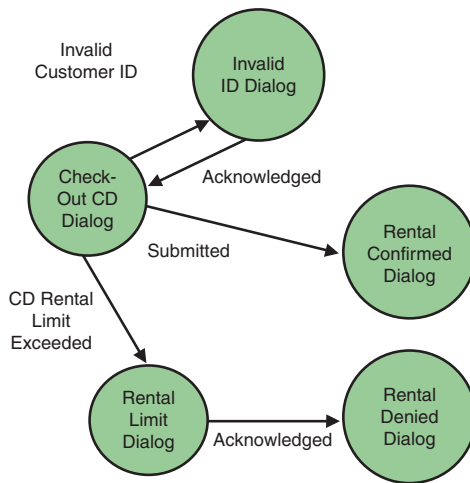 Invalid
Customer ID
Invalid
ID Dialog
Check-
Out CD
Dialog
Acknowledged
Submitted
Rental
Confirmed
Dialog
CD Rental
Limit
Exceeded
Rental
Limit
Dialog
Acknowledged
Rental
Denied
Dialog